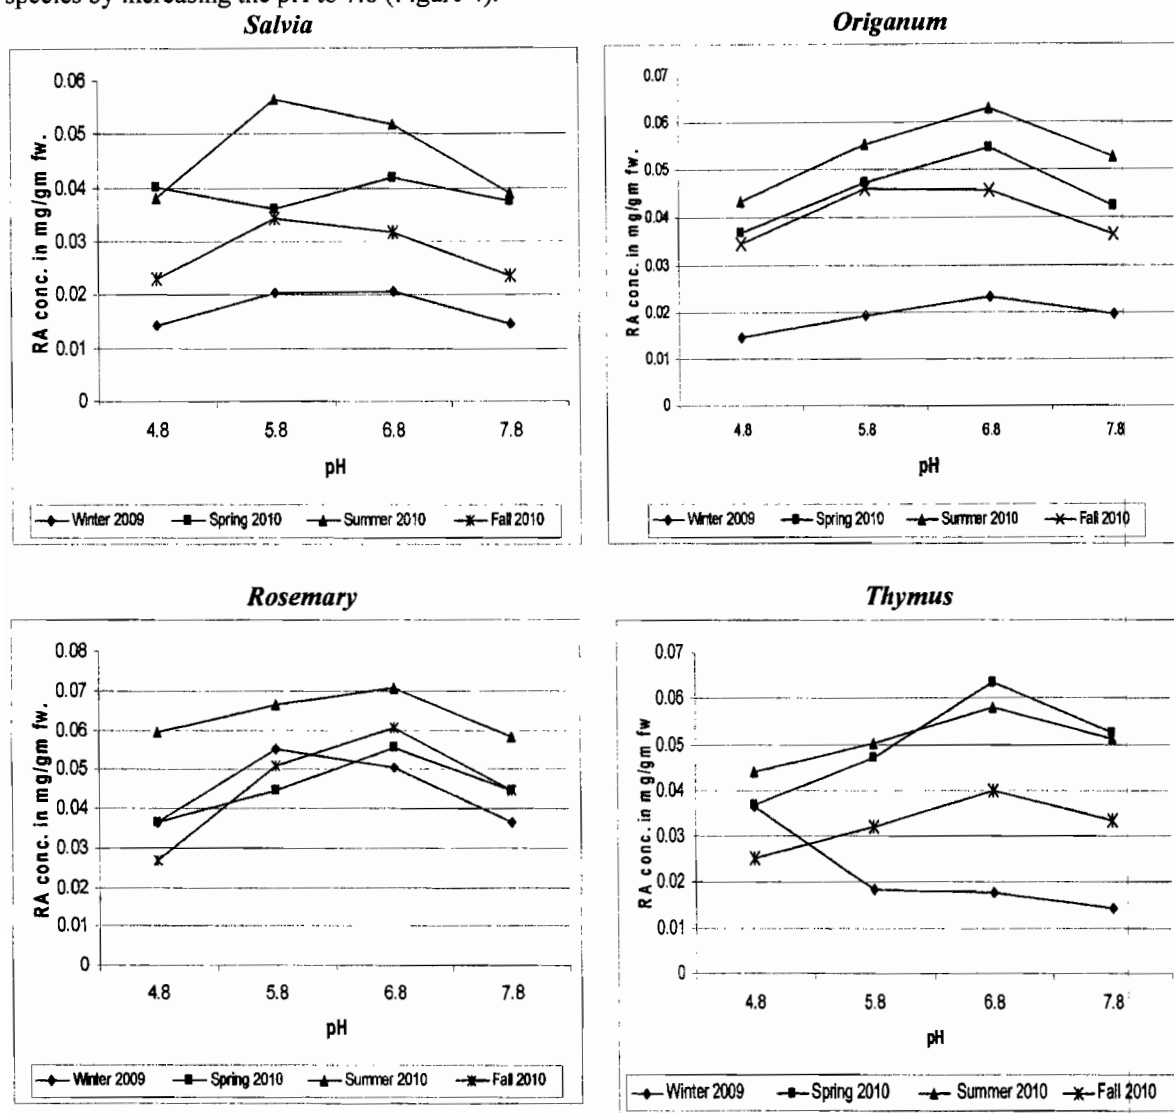 species by increasing the pH to 7.8 (Figure 4).
Salvia
0.06
0.05
0.04
0.03
0.02
0.01
0
RA conc. in mg/gm fw.
4.8 5.8 6.8 7.8
pH
Winter 2009 Spring 2010 Summer 2010 Fall 2010
Origanum
0.07
0.06
0.05
0.04
0.03
0.02
0.01
0
RA conc. in mg/gm fw.
4.8 5.8 6.8 7.8
pH
Winter 2009 Spring 2010 Summer 2010 Fall 2010
Rosemary
0.08
0.07
0.06
0.05
0.04
0.03
0.02
0.01
0
RA conc. in mg/gm fw.
4.8 5.8 6.8 7.8
pH
Winter 2009 Spring 2010 Summer 2010 Fall 2010
Thymus
0.07
0.06
0.05
0.04
0.03
0.02
0.01
0
RA conc. in mg/gm fw
4.8 5.8 6.8 7.8
pH
Winter 2009 Spring 2010 Summer 2010 Fall 2010